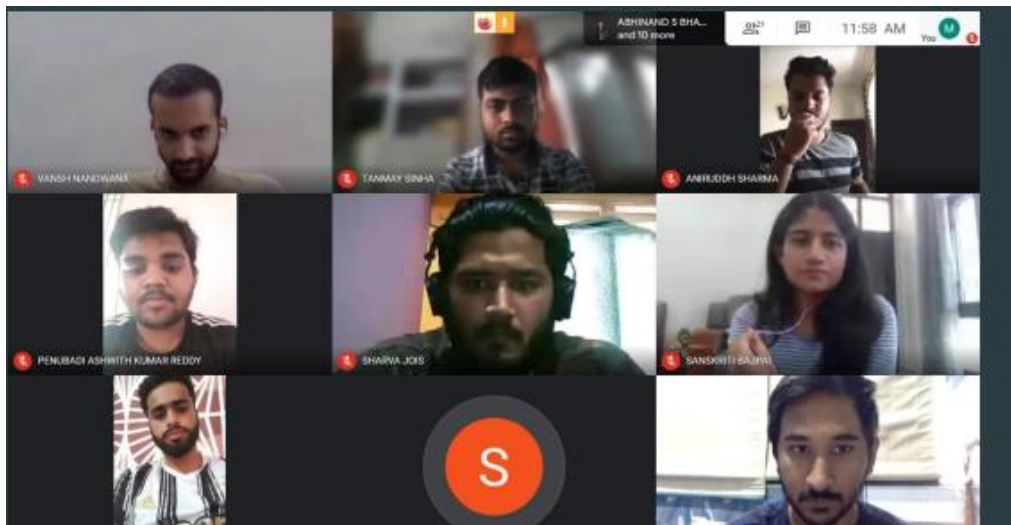 ABHINAND S BHA...
and 10 more
21
11:58 AM
You
M
VANSH NANDWANA
TANMAY SINHA
ANIRUDDH SHARMA
PENUBADI ASHWITH KUMAR REDDY
SHARVA JOIS
SANSKRITI BAJPAI
S